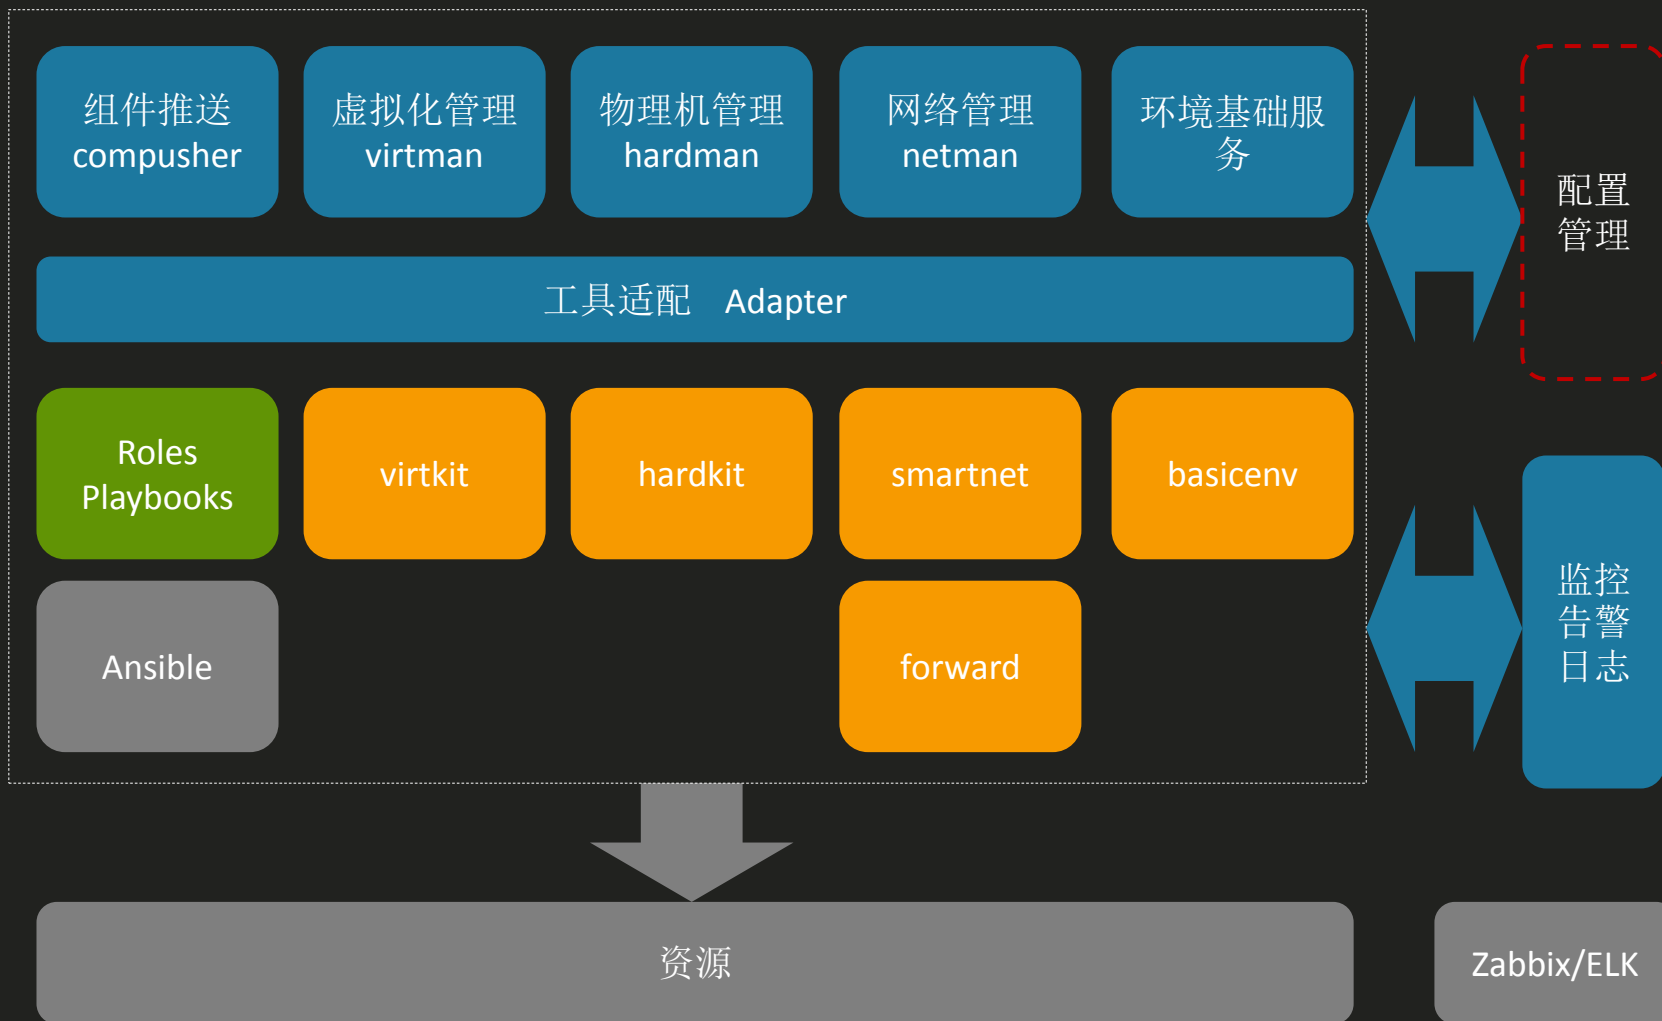 组件推送
compusher
虚拟化管理
virtman
物理机管理
hardman
网络管理
netman
环境基础服
务
配置
管理
工具适配 Adapter
Roles
Playbooks
virtkit
hardkit
smartnet
basicenv
监控
告警
日志
Ansible
forward
资源
Zabbix/ELK